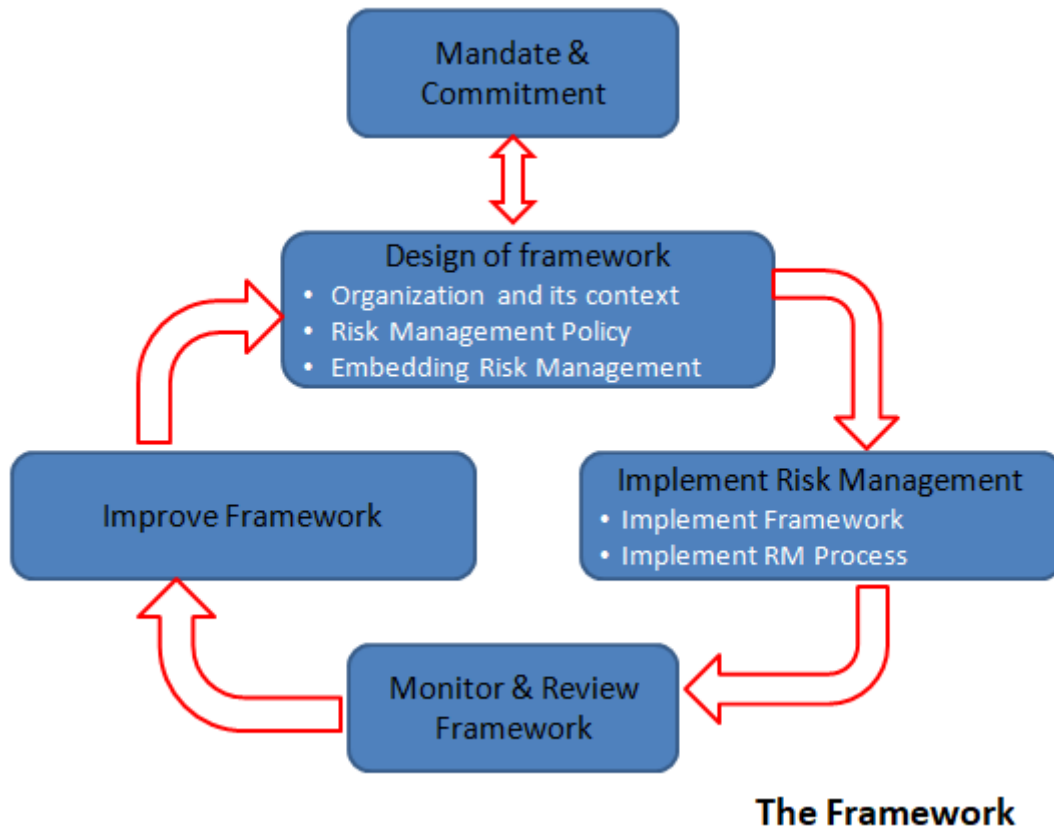 Mandate &
Commitment
Design of framework
• Organization and its context
• Risk Management Policy
• Embedding Risk Management
Improve Framework
Implement Risk Management
• Implement Framework
• Implement RM Process
Monitor & Review
Framework
The Framework